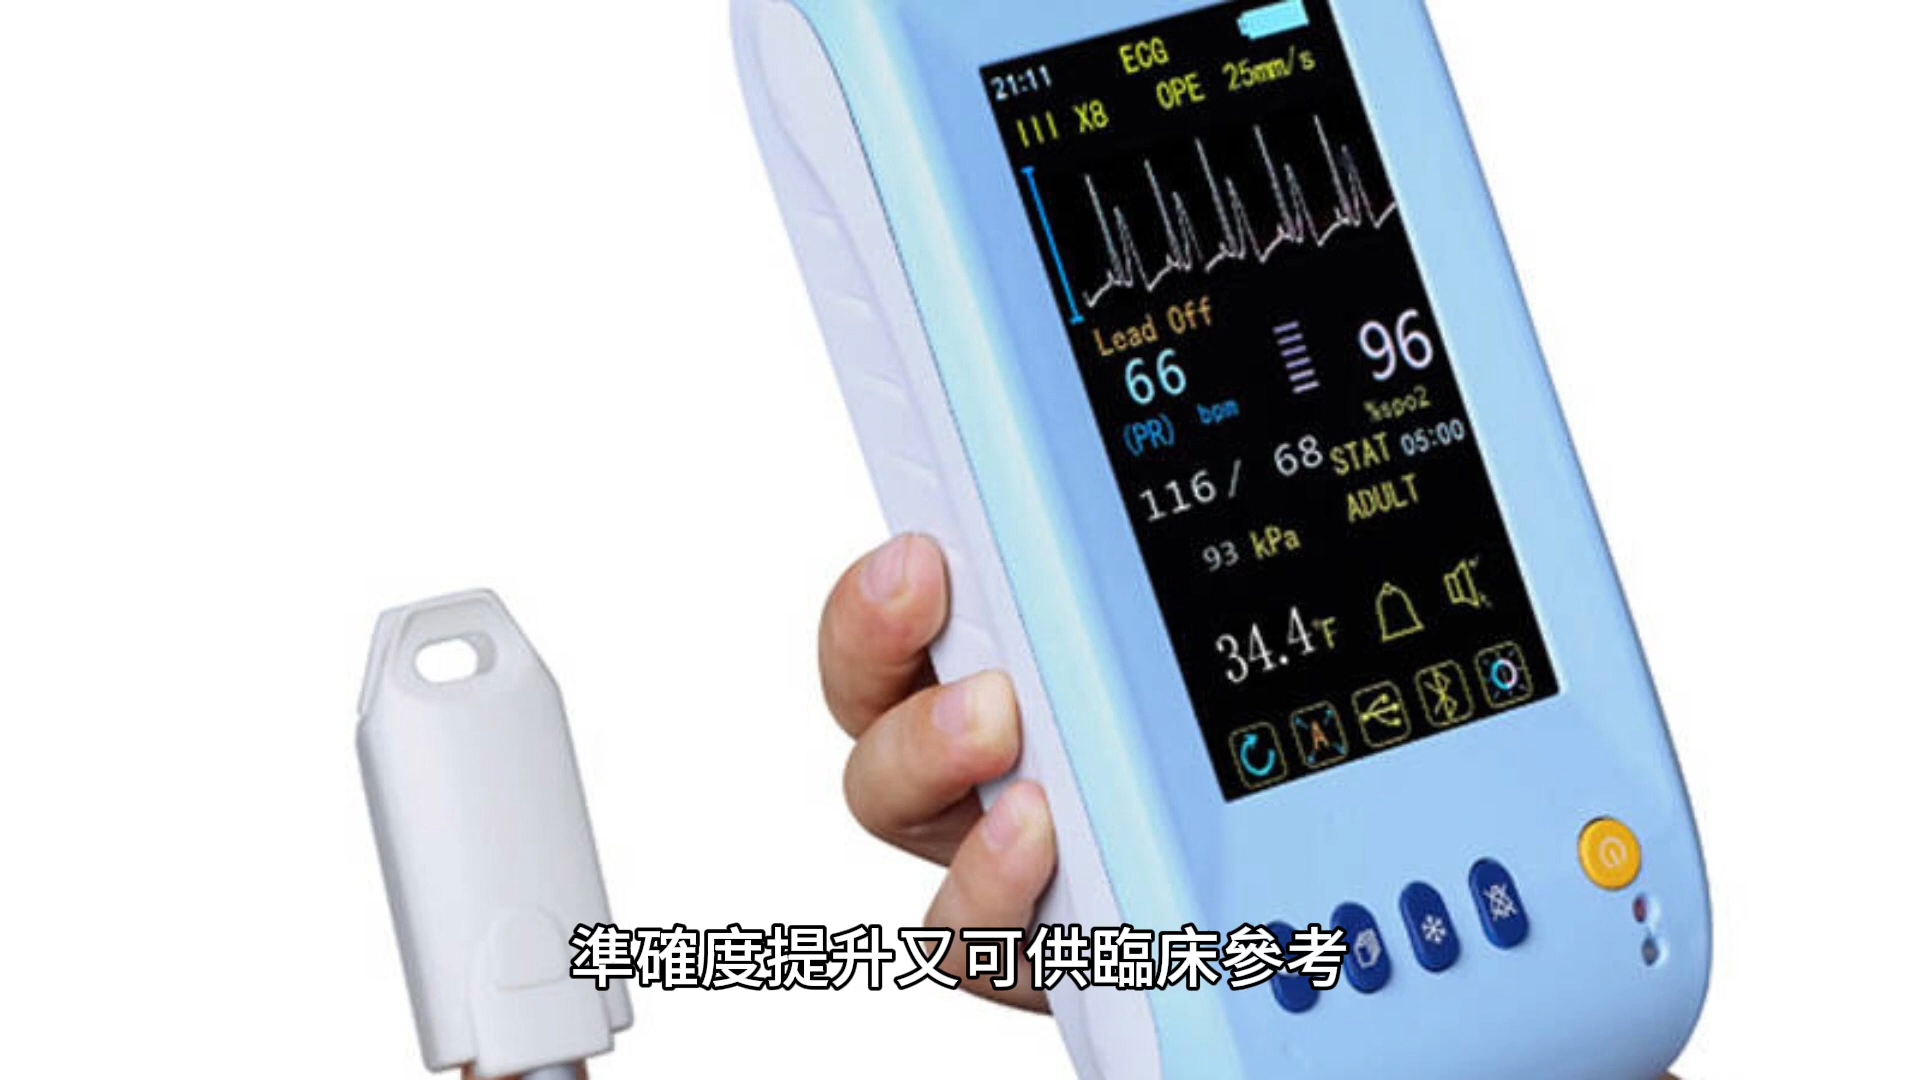 21:11 ECG
III X8 OPE 25mm/s
Lead Off
66 96
(PR) bpm %spo2
116/ 68 STAT 05:00
ADULT
93 kPa
34.4°F
A
準確度提升又可供臨床參考